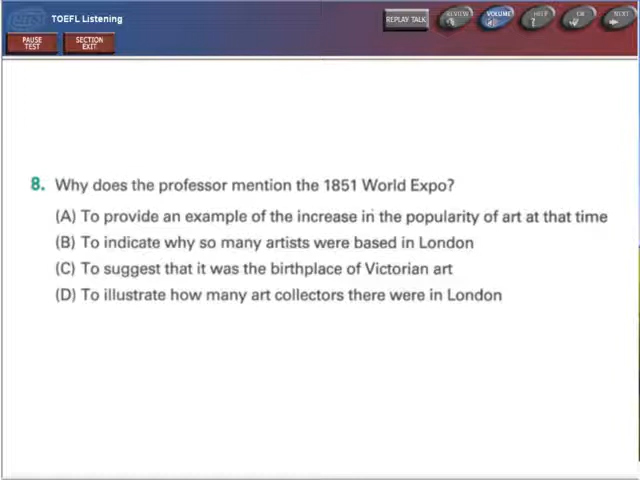 TOEFL Listening
PAUSE
TEST
SECTION
EXIT
REPLAY TALK
REVIEW
VOLUME
HELP
OK
NEXT
8. Why does the professor mention the 1851 World Expo?
(A) To provide an example of the increase in the popularity of art at that time
(B) To indicate why so many artists were based in London
(C) To suggest that it was the birthplace of Victorian art
(D) To illustrate how many art collectors there were in London